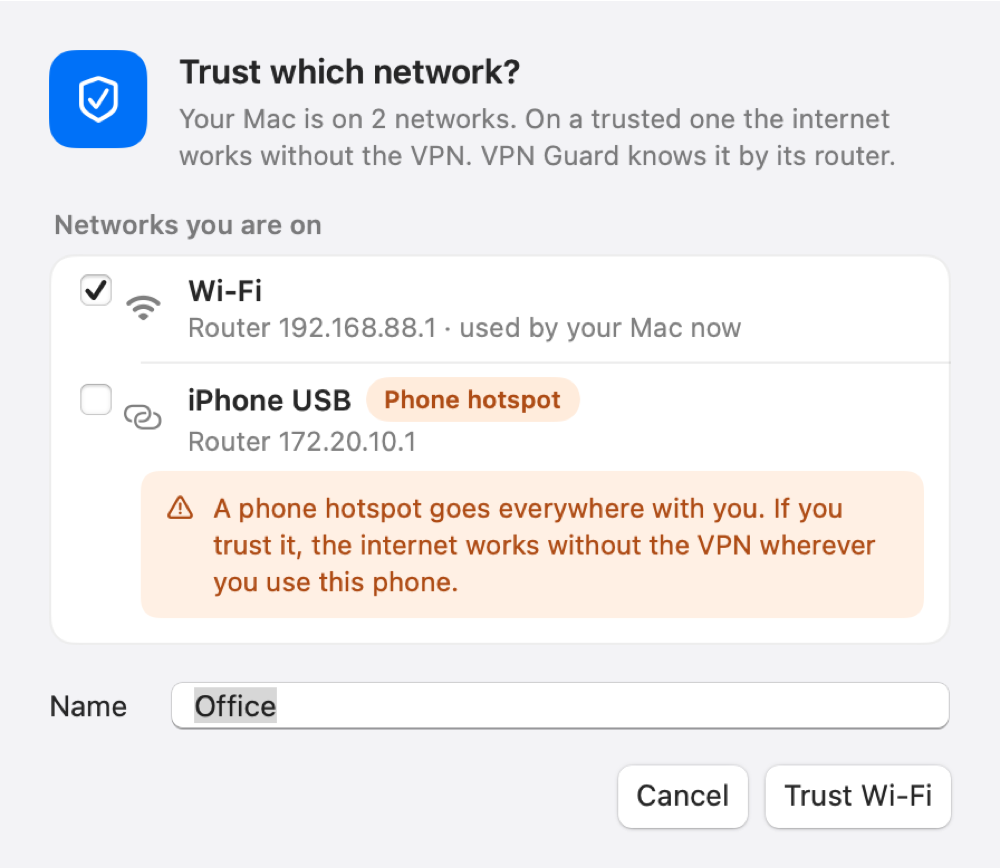 Trust which network?
Your Mac is on 2 networks. On a trusted one the internet
works without the VPN. VPN Guard knows it by its router.
Networks you are on
Wi-Fi
Router 192.168.88.1 · used by your Mac now
iPhone USB Phone hotspot
Router 172.20.10.1
A phone hotspot goes everywhere with you. If you
trust it, the internet works without the VPN wherever
you use this phone.
Name Office
Cancel Trust Wi-Fi